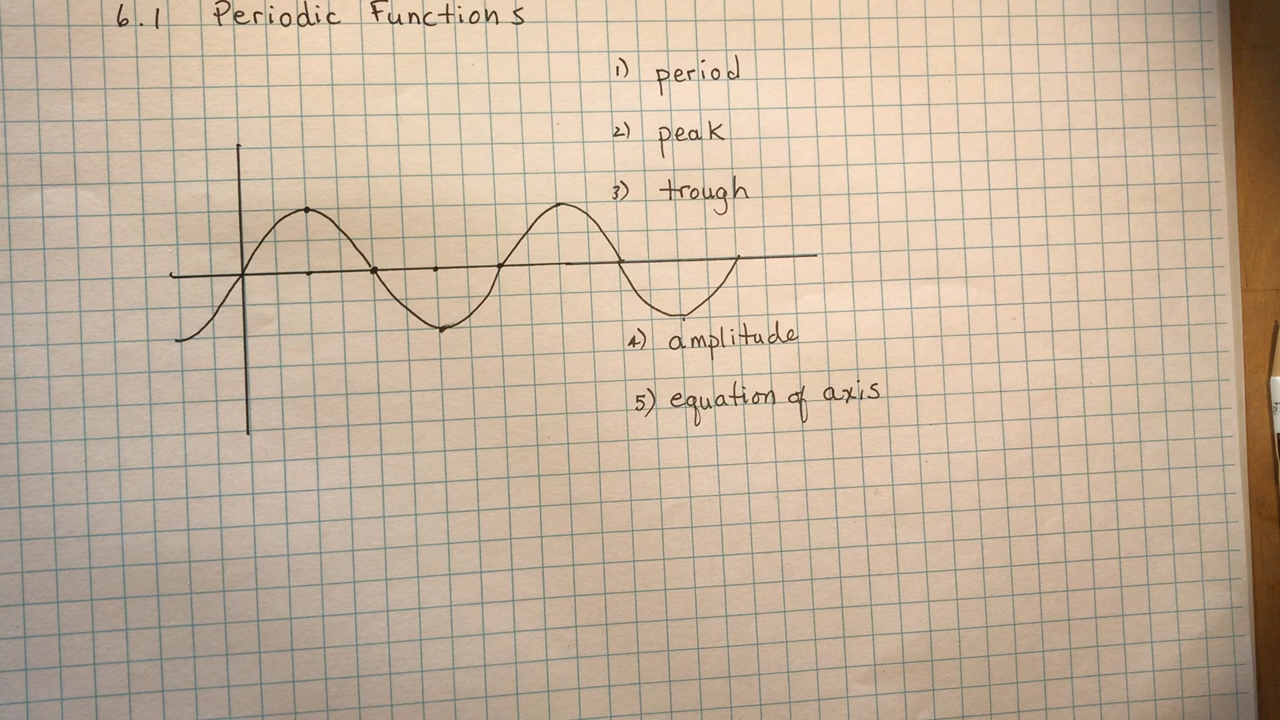 6.1 Periodic Functions
1) period
2) peak
3) trough
4) amplitude
5) equation of axis